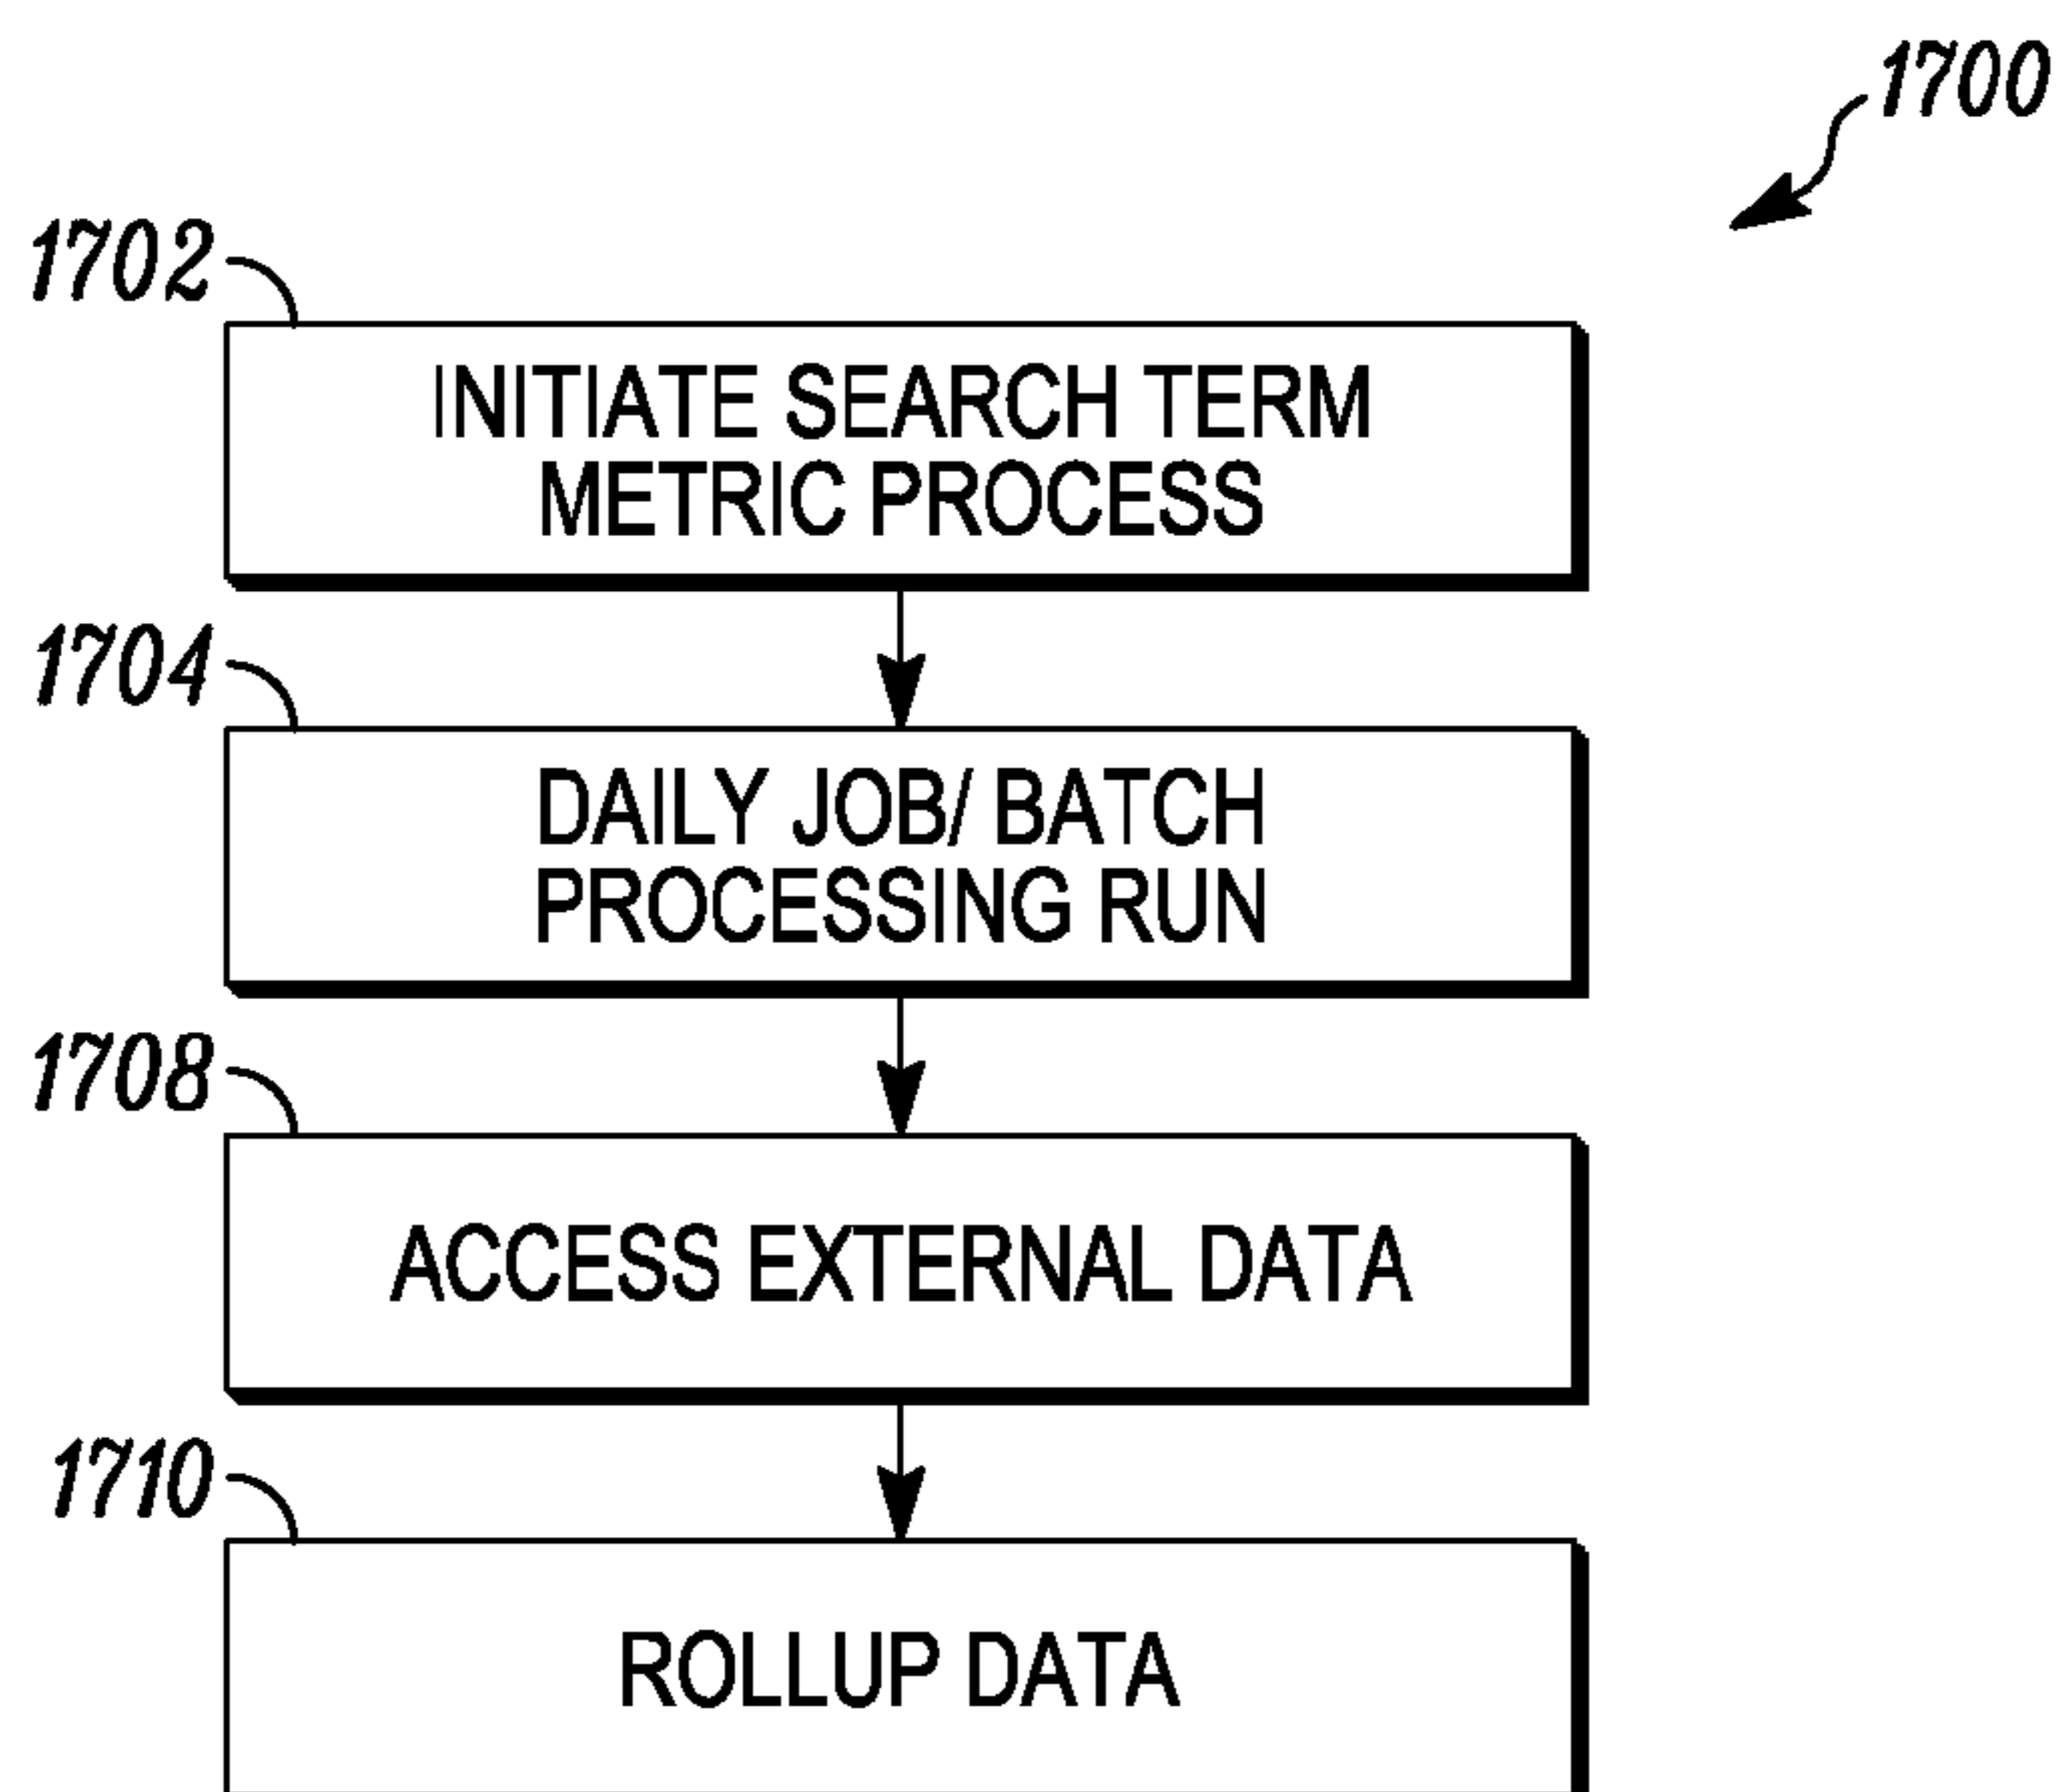 1700
1702
INITIATE SEARCH TERM
METRIC PROCESS
1704
DAILY JOB/ BATCH
PROCESSING RUN
1708
ACCESS EXTERNAL DATA
1710
ROLLUP DATA